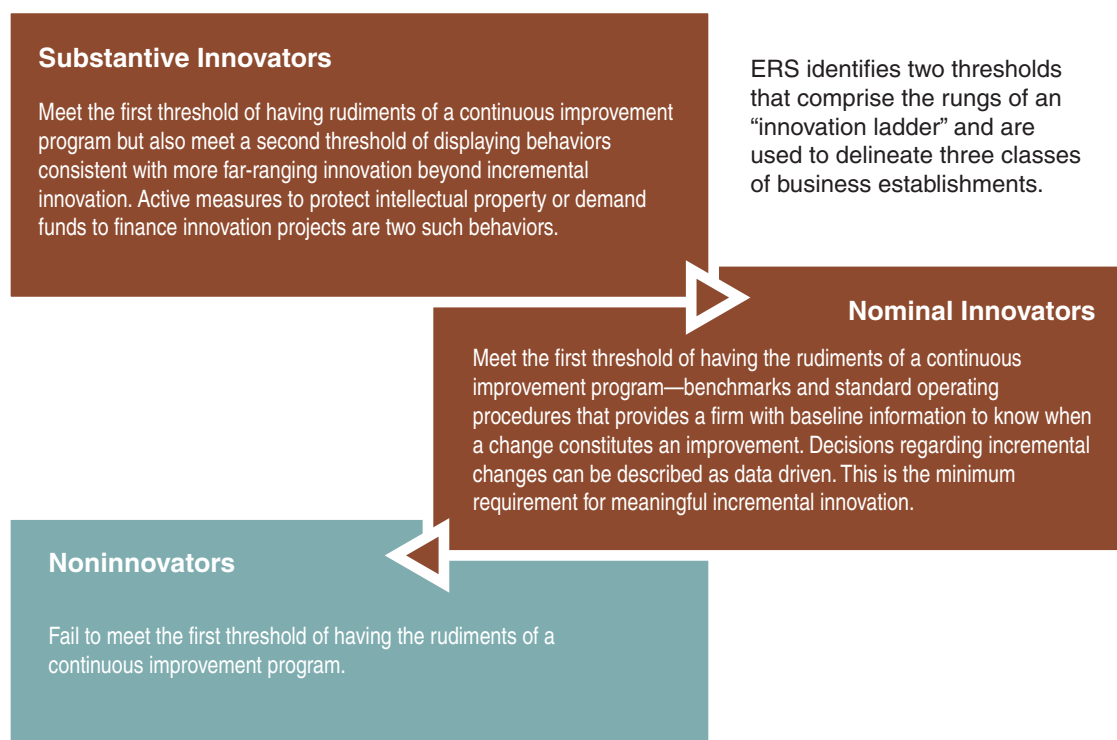 Substantive Innovators
Meet the first threshold of having rudiments of a continuous improvement
program but also meet a second threshold of displaying behaviors
consistent with more far-ranging innovation beyond incremental
innovation. Active measures to protect intellectual property or demand
funds to finance innovation projects are two such behaviors.
ERS identifies two thresholds
that comprise the rungs of an
“innovation ladder” and are
used to delineate three classes
of business establishments.
Nominal Innovators
Meet the first threshold of having the rudiments of a continuous
improvement program—benchmarks and standard operating
procedures that provides a firm with baseline information to know when
a change constitutes an improvement. Decisions regarding incremental
changes can be described as data driven. This is the minimum
requirement for meaningful incremental innovation.
Noninnovators
Fail to meet the first threshold of having the rudiments of a
continuous improvement program.